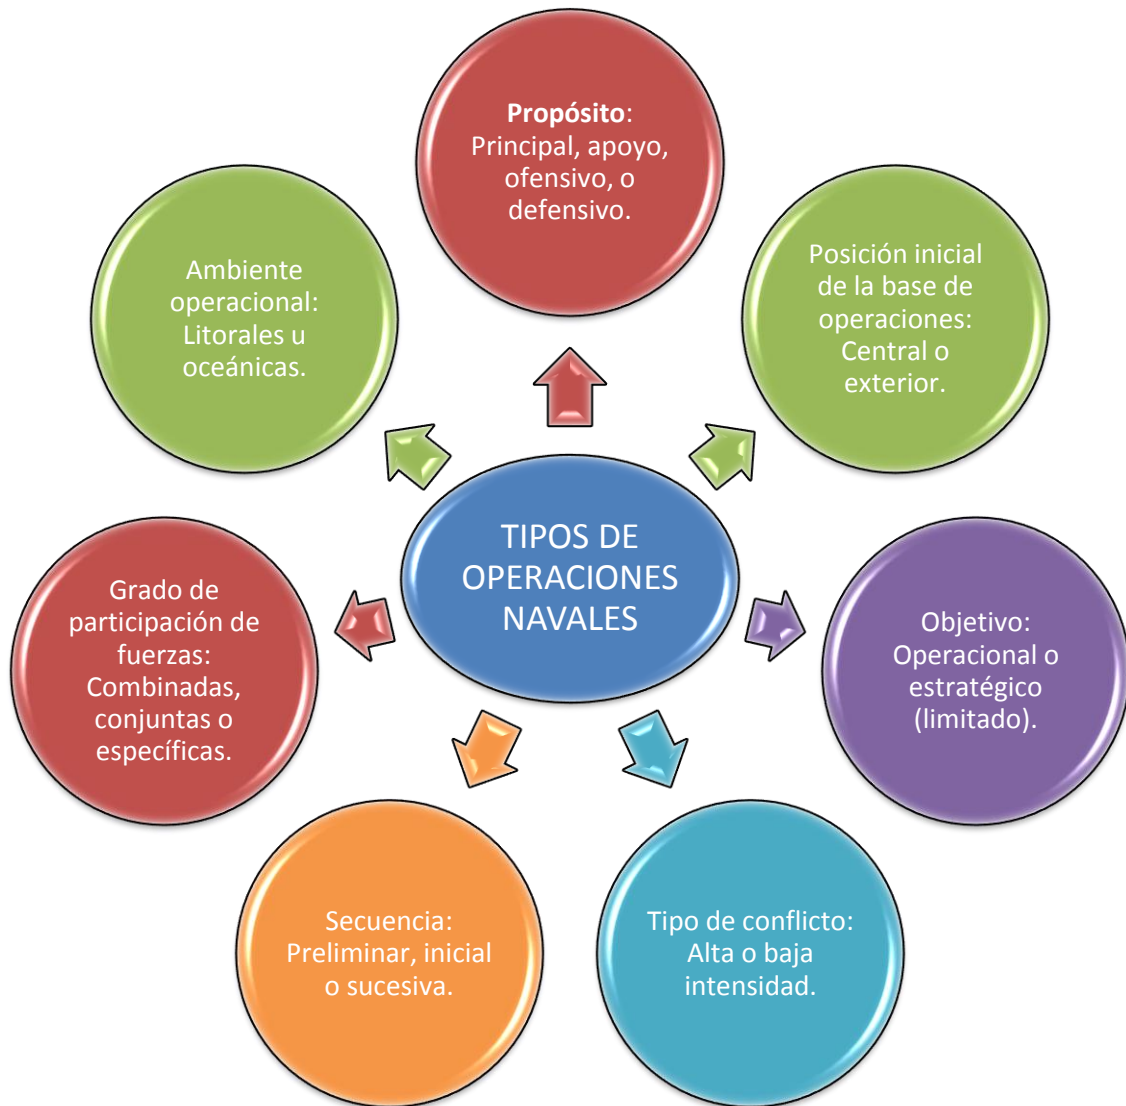 Propósito:
Principal, apoyo,
ofensivo, o
defensivo.
Posición inicial
de la base de
operaciones:
Central o
exterior.
Objetivo:
Operacional o
estratégico
(limitado).
Tipo de conflicto:
Alta o baja
intensidad.
Secuencia:
Preliminar, inicial
o sucesiva.
Grado de
participación de
fuerzas:
Combinadas,
conjuntas o
específicas.
Ambiente
operacional:
Litorales u
oceánicas.
TIPOS DE
OPERACIONES
NAVALES